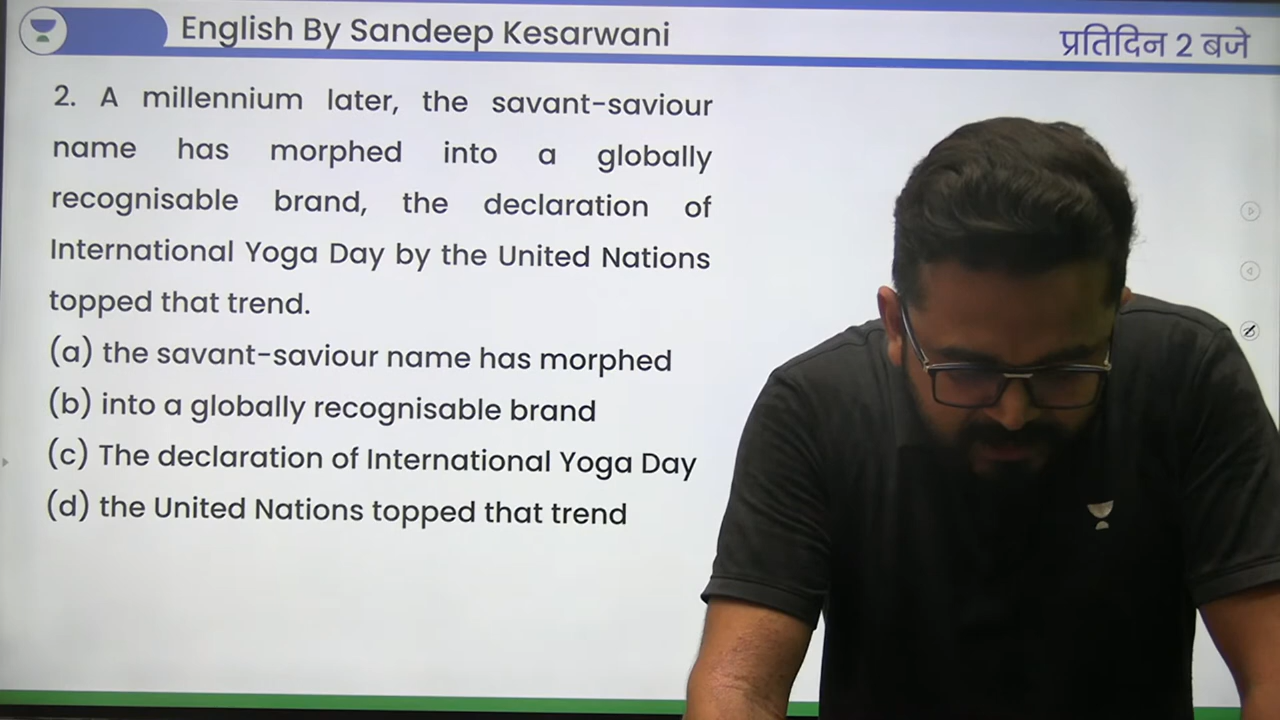 English By Sandeep Kesarwani
प्रतिदिन 2 बजे
2. A millennium later, the savant-saviour
name has morphed into a globally
recognisable brand, the declaration of
International Yoga Day by the United Nations
topped that trend.
(a) the savant-saviour name has morphed
(b) into a globally recognisable brand
(c) The declaration of International Yoga Day
(d) the United Nations topped that trend